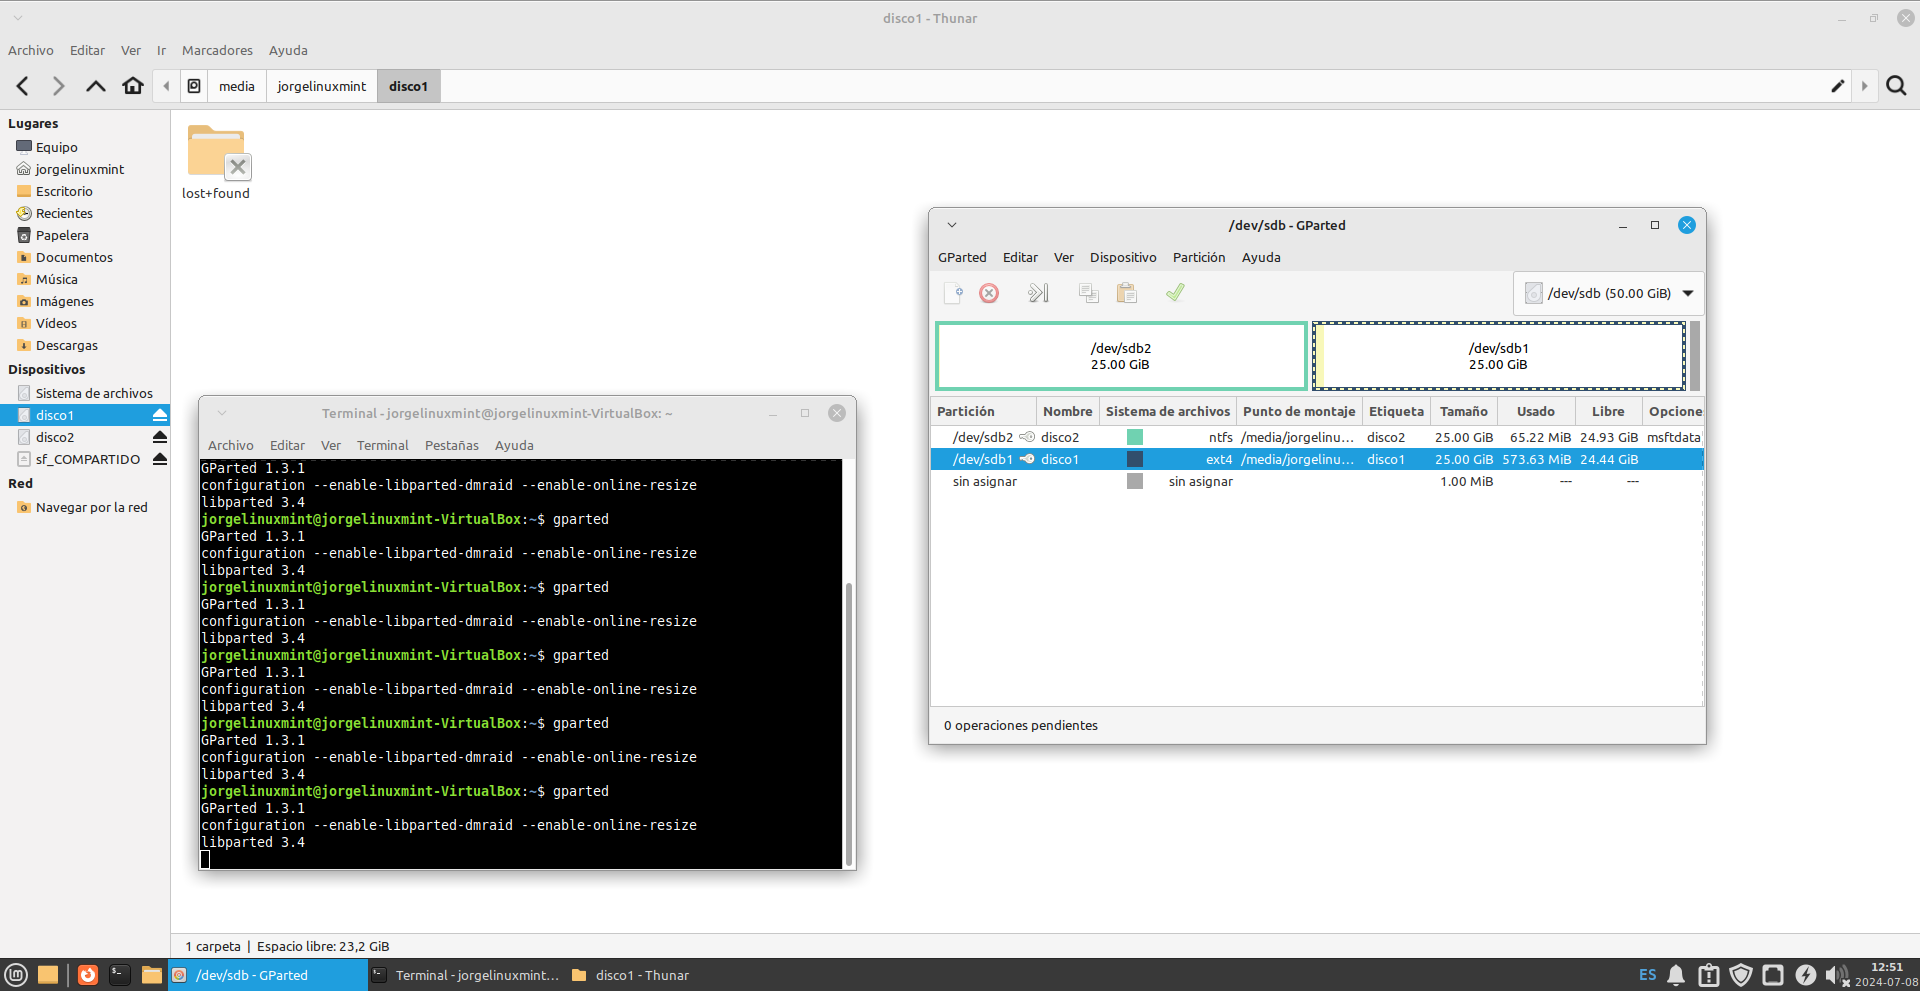 disco1 - Thunar
Archivo Editar Ver Ir Marcadores Ayuda
media jorgelinuxmint disco1
Lugares
Equipo
jorgelinuxmint
Escritorio
Recientes
Papelera
Documentos
Música
Imágenes
Vídeos
Descargas
Dispositivos
Sistema de archivos
disco1
disco2
sf_COMPARTIDO
Red
Navegar por la red
lost+found
Terminal - jorgelinuxmint@jorgelinuxmint-VirtualBox: ~
Archivo Editar Ver Terminal Pestañas Ayuda
GParted 1.3.1
configuration --enable-libparted-dmraid --enable-online-resize
libparted 3.4
jorgelinuxmint@jorgelinuxmint-VirtualBox:~$ gparted
GParted 1.3.1
configuration --enable-libparted-dmraid --enable-online-resize
libparted 3.4
jorgelinuxmint@jorgelinuxmint-VirtualBox:~$ gparted
GParted 1.3.1
configuration --enable-libparted-dmraid --enable-online-resize
libparted 3.4
jorgelinuxmint@jorgelinuxmint-VirtualBox:~$ gparted
GParted 1.3.1
configuration --enable-libparted-dmraid --enable-online-resize
libparted 3.4
jorgelinuxmint@jorgelinuxmint-VirtualBox:~$ gparted
GParted 1.3.1
configuration --enable-libparted-dmraid --enable-online-resize
libparted 3.4
jorgelinuxmint@jorgelinuxmint-VirtualBox:~$ gparted
GParted 1.3.1
configuration --enable-libparted-dmraid --enable-online-resize
libparted 3.4
/dev/sdb - GParted
GParted Editar Ver Dispositivo Partición Ayuda
/dev/sdb (50.00 GiB)
/dev/sdb2
25.00 GiB
/dev/sdb1
25.00 GiB
Partición Nombre Sistema de archivos Punto de montaje Etiqueta Tamaño Usado Libre Opcione
/dev/sdb2 disco2 ntfs /media/jorgelinu... disco2 25.00 GiB 65.22 MiB 24.93 GiB msftdata
/dev/sdb1 disco1 ext4 /media/jorgelinu... disco1 25.00 GiB 573.63 MiB 24.44 GiB
sin asignar sin asignar 1.00 MiB --- ---
0 operaciones pendientes
1 carpeta | Espacio libre: 23,2 GiB
/dev/sdb - GParted
Terminal - jorgelinuxmint...
disco1 - Thunar
ES
12:51
2024-07-08